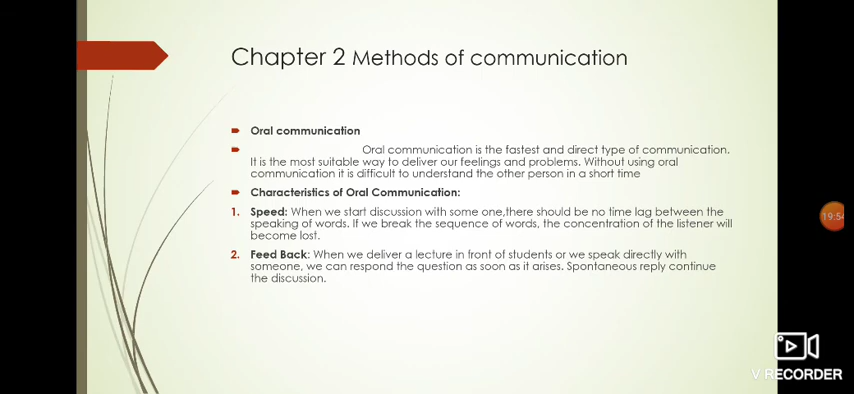 Chapter 2 Methods of communication
Oral communication
Oral communication is the fastest and direct type of communication.
It is the most suitable way to deliver our feelings and problems. Without using oral
communication it is difficult to understand the other person in a short time
Characteristics of Oral Communication:
1. Speed: When we start discussion with some one,there should be no time lag between the
speaking of words. If we break the sequence of words, the concentration of the listener will
become lost.
2. Feed Back: When we deliver a lecture in front of students or we speak directly with
someone, we can respond the question as soon as it arises. Spontaneous reply continue
the discussion.
19:54
V RECORDER